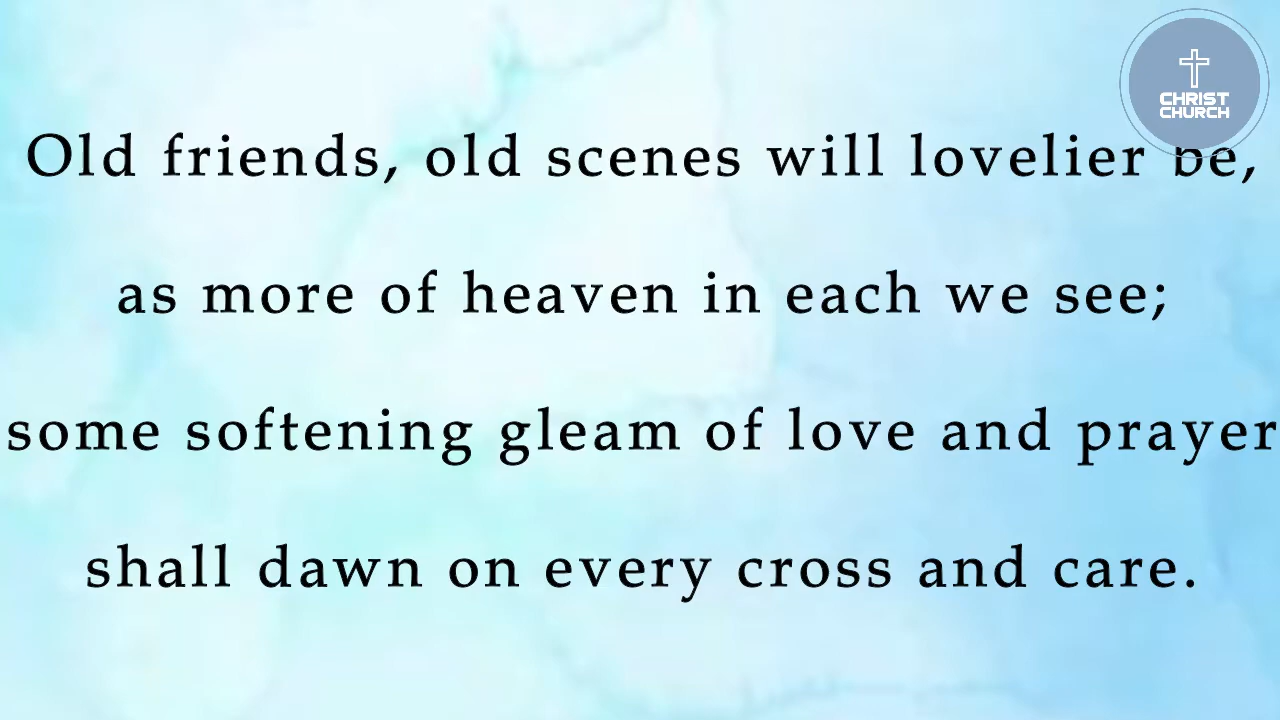 CHRIST
CHURCH
Old friends, old scenes will lovelier be,
as more of heaven in each we see;
some softening gleam of love and prayer
shall dawn on every cross and care.